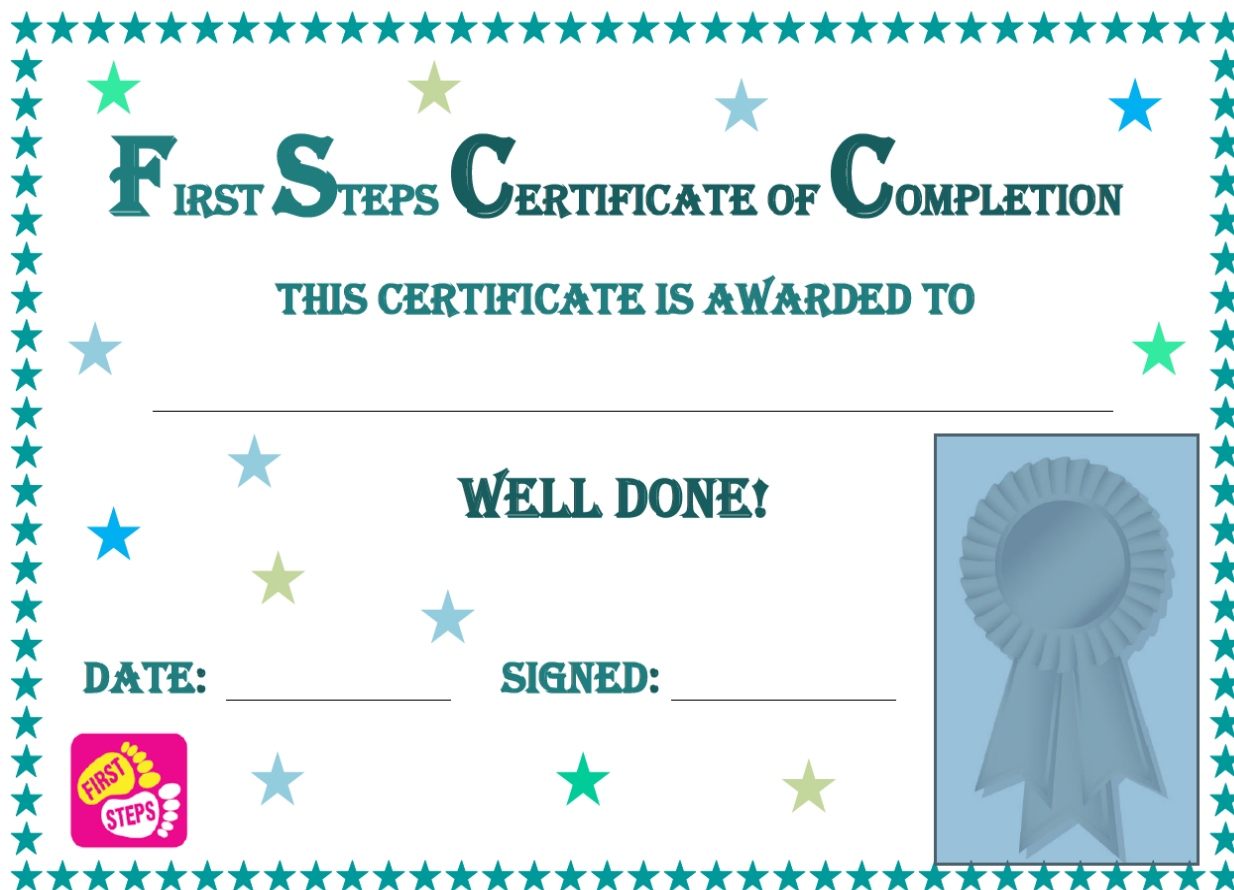 First Steps Certificate of Completion
THIS CERTIFICATE IS AWARDED TO
WELL DONE!
DATE: SIGNED:
FIRST
STEPS